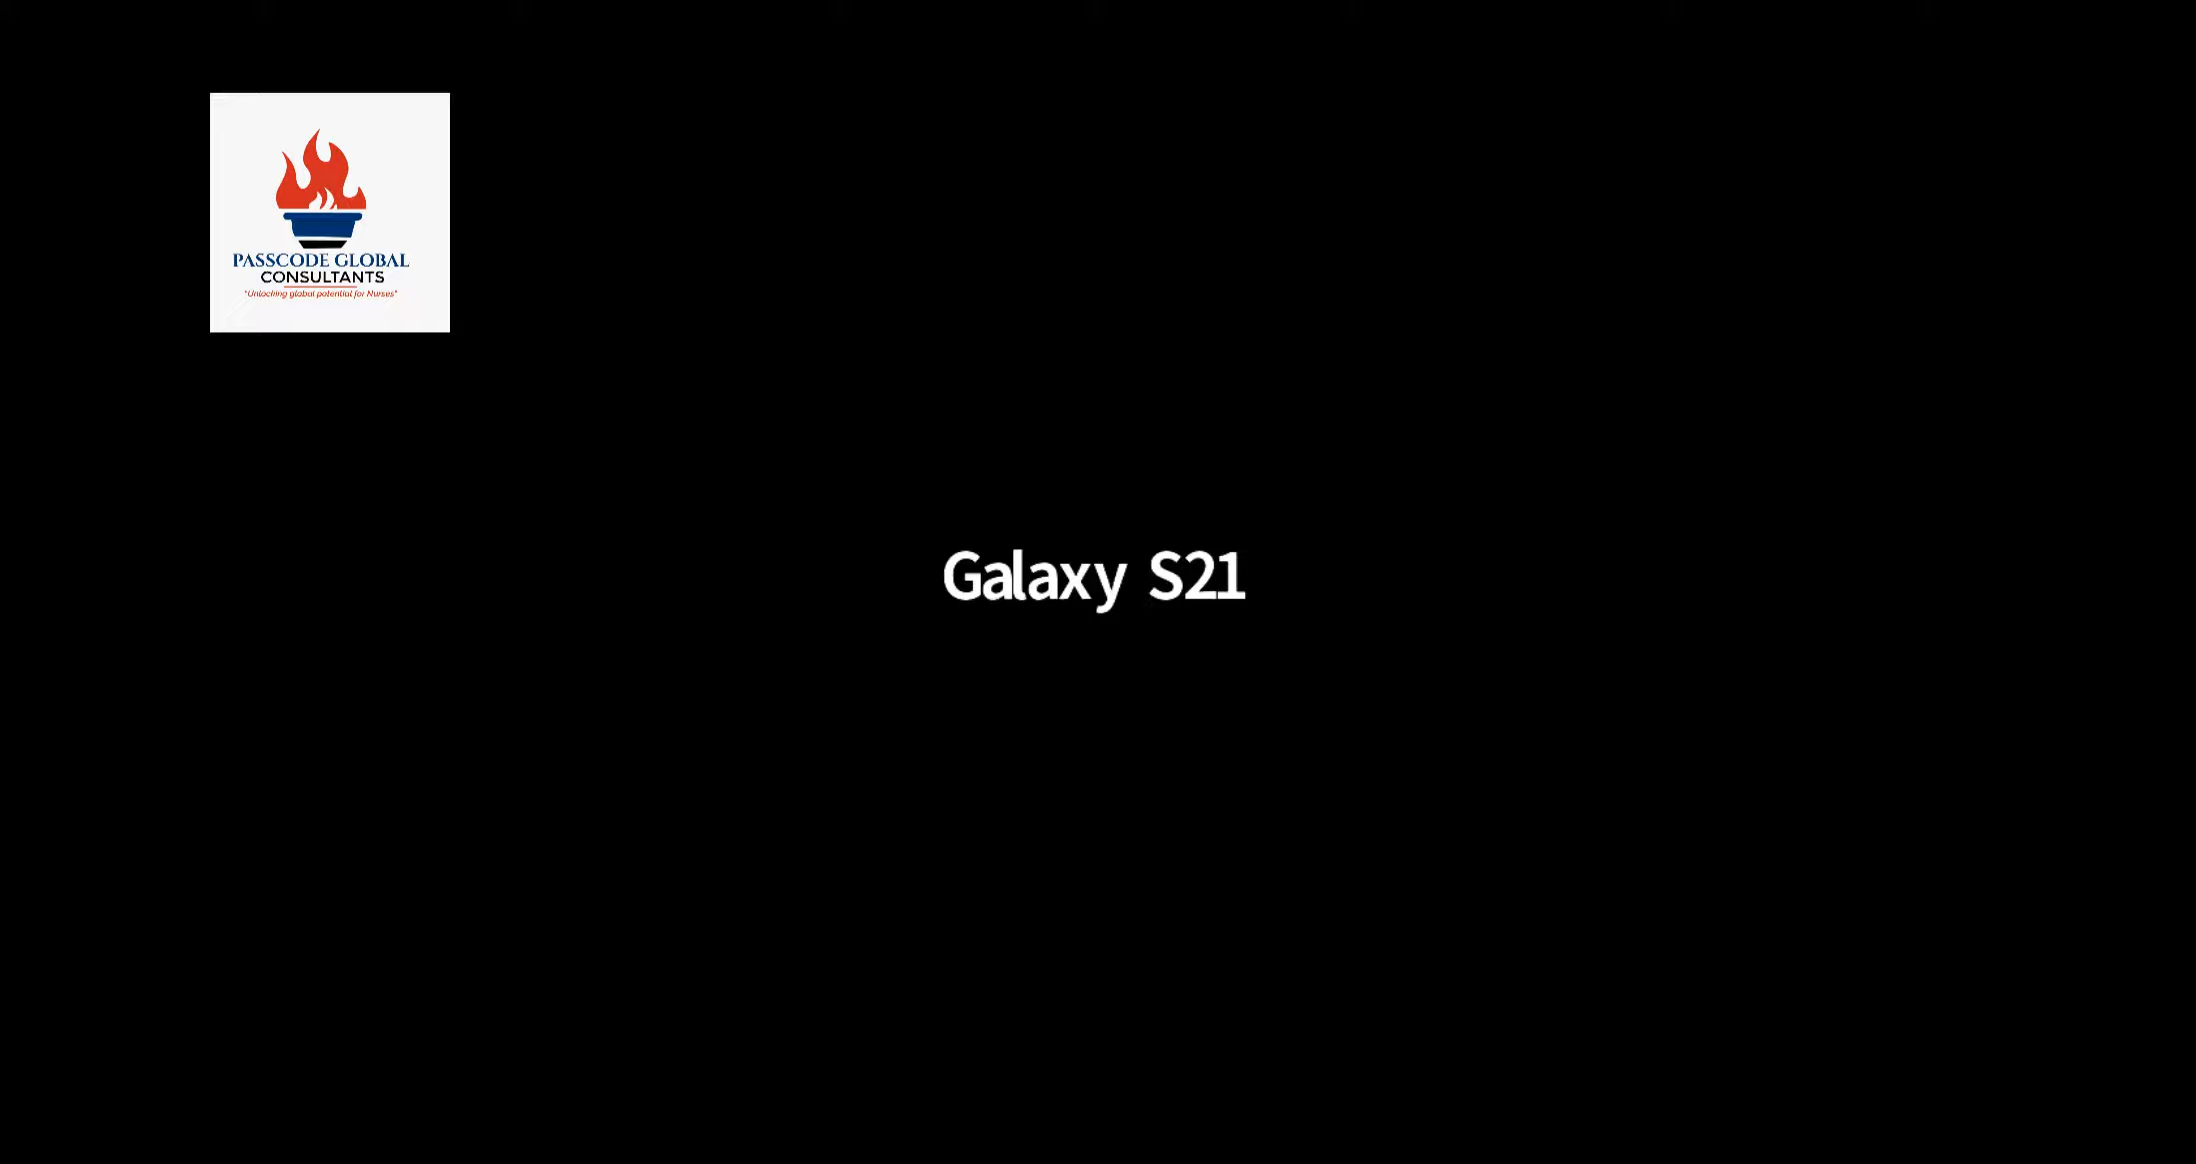 PASSCODE GLOBAL
CONSULTANTS
"Unlocking global potential for Nurses"
Galaxy S21